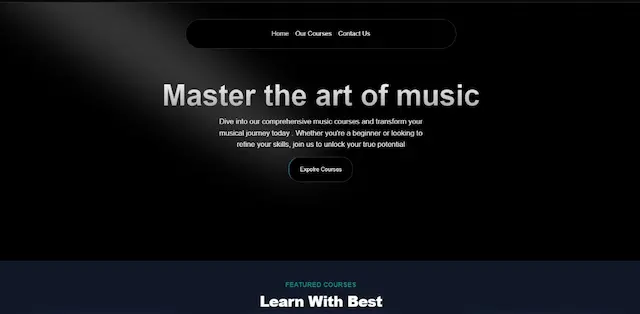 Home Our Courses Contact Us
Master the art of music
Dive into our comprehensive music courses and transform your
musical journey today . Whether you're a beginner or looking to
refine your skills, join us to unlock your true potential
Expolre Courses
FEATURED COURSES
Learn With Best